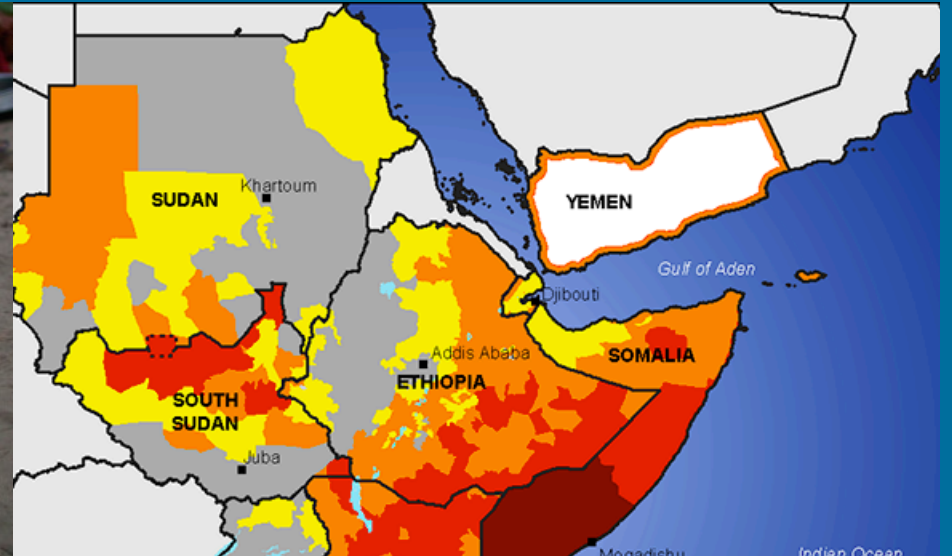 SUDAN
Khartoum
YEMEN
Gulf of Aden
Djibouti
Addis Ababa
ETHIOPIA
SOMALIA
SOUTH
SUDAN
Juba
Mogadishu
Indian Ocean